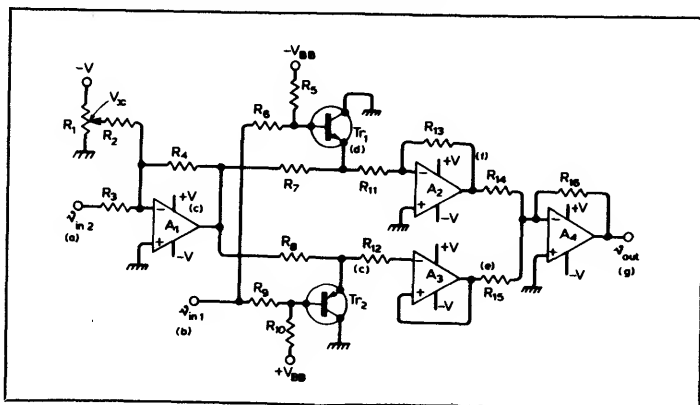 −V
Vx
R1
R2
−VBB
R5
R6
Tr1
(d)
R13
(f)
R4
R7
R11
+V
A2
−V
R14
R16
R3
vin 2
(a)
+V
(c)
A1
−V
R8
R12
(c)
+V
A3
−V
(e)
R15
+V
A4
−V
vout
(g)
vin 1
(b)
R9
Tr2
R10
+VBB